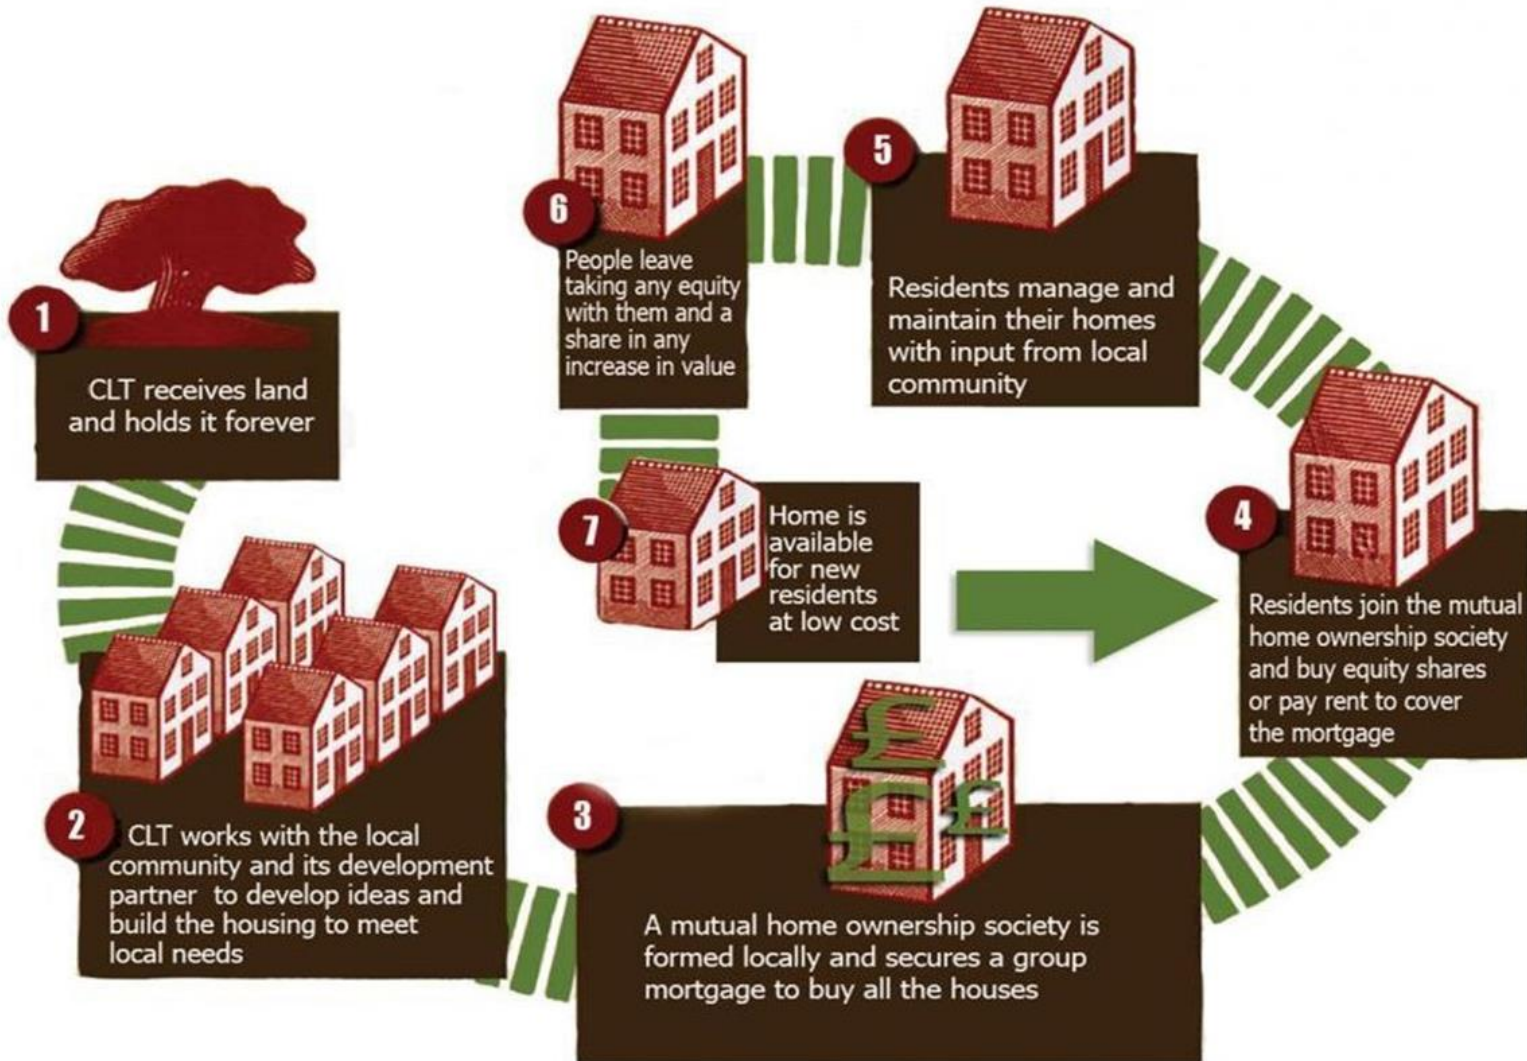 1
CLT receives land
and holds it forever
2
CLT works with the local
community and its development
partner to develop ideas and
build the housing to meet
local needs
3
£
£
£
A mutual home ownership society is
formed locally and secures a group
mortgage to buy all the houses
4
Residents join the mutual
home ownership society
and buy equity shares
or pay rent to cover
the mortgage
5
Residents manage and
maintain their homes
with input from local
community
6
People leave
taking any equity
with them and a
share in any
increase in value
7
Home is
available
for new
residents
at low cost